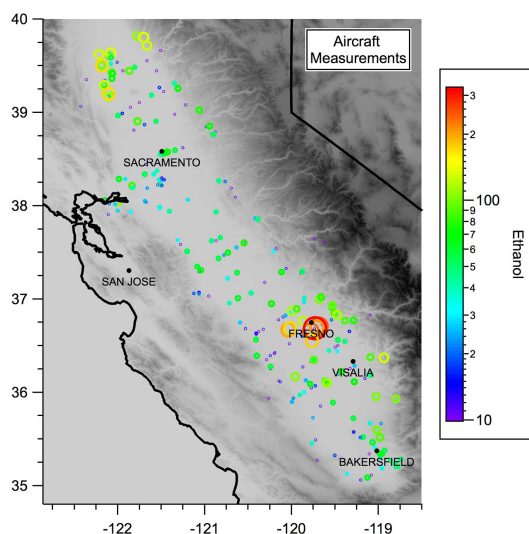 Aircraft
Measurements
40
39
38
37
36
35
SACRAMENTO
SAN JOSE
FRESNO
VISALIA
BAKERSFIELD
-122
-121
-120
-119
3
2
100
9
8
7
6
5
4
3
2
10
Ethanol